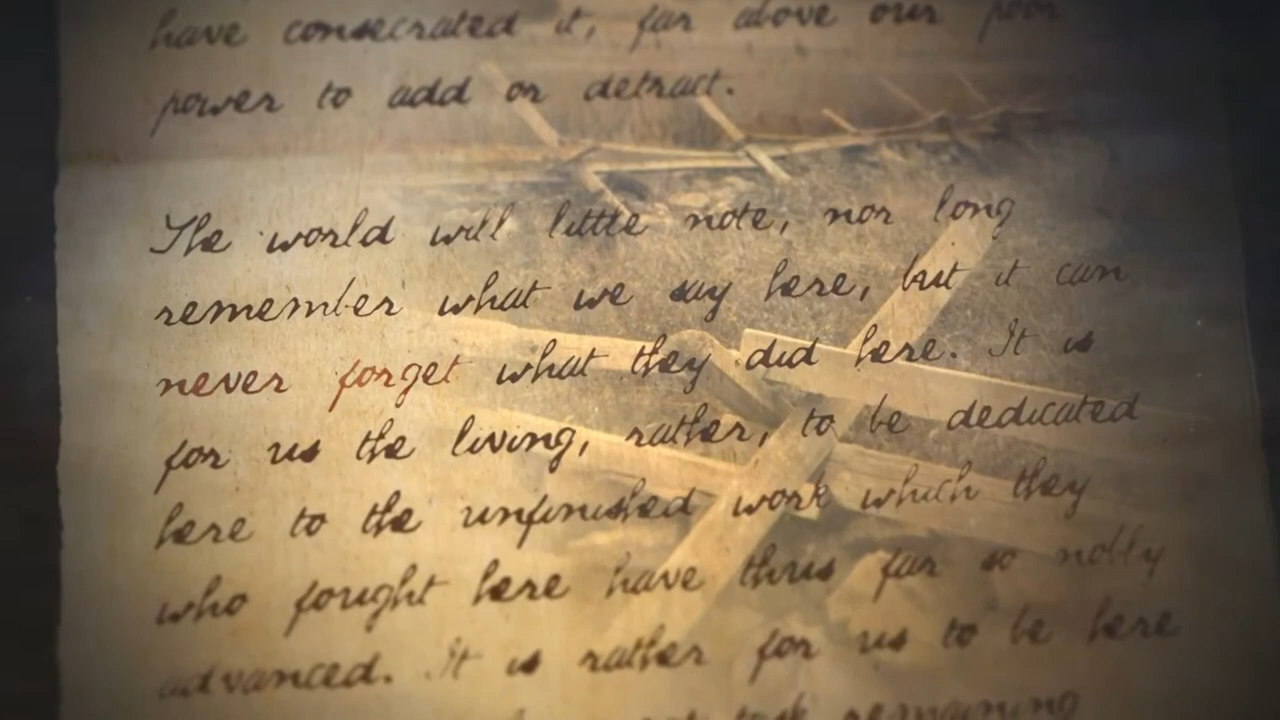 have consecrated it, far above our poor
power to add or detract.
The world will little note, nor long
remember what we say here, but it can
never forget what they did here. It is
for us the living, rather, to be dedicated
here to the unfinished work which they
who fought here have thus far so nobly
advanced. It is rather for us to be here
task remaining